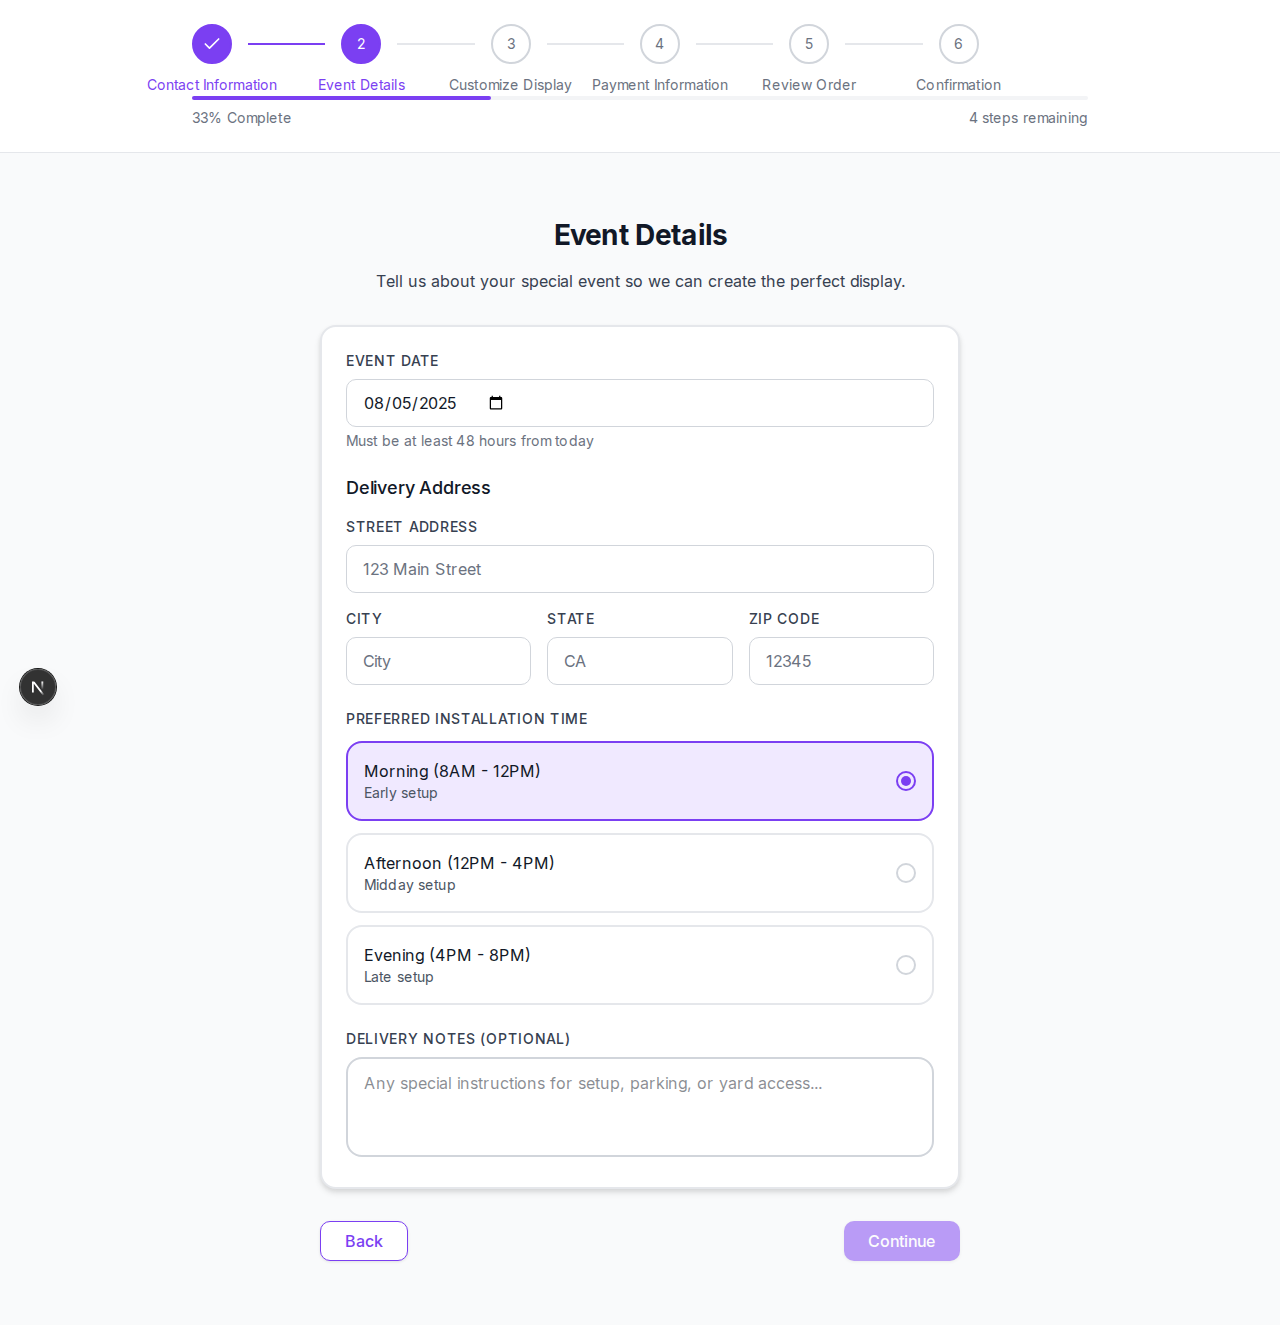 2 3 4 5 6
Contact Information Event Details Customize Display Payment Information Review Order Confirmation
33% Complete 4 steps remaining
Event Details
Tell us about your special event so we can create the perfect display.
EVENT DATE
08/05/2025
Must be at least 48 hours from today
Delivery Address
STREET ADDRESS
123 Main Street
CITY STATE ZIP CODE
City CA 12345
N
PREFERRED INSTALLATION TIME
Morning (8AM - 12PM)
Early setup
Afternoon (12PM - 4PM)
Midday setup
Evening (4PM - 8PM)
Late setup
DELIVERY NOTES (OPTIONAL)
Any special instructions for setup, parking, or yard access...
Back Continue